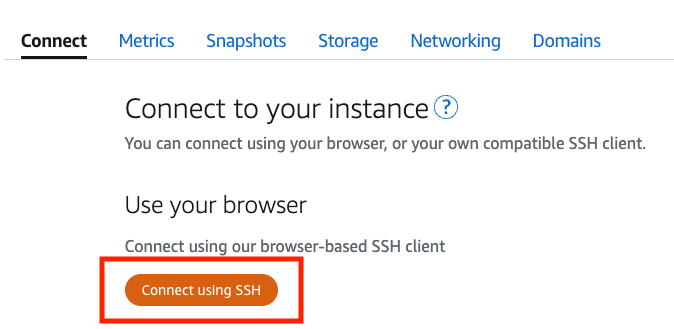 Connect Metrics Snapshots Storage Networking Domains
Connect to your instance ?
You can connect using your browser, or your own compatible SSH client.
Use your browser
Connect using our browser-based SSH client
Connect using SSH